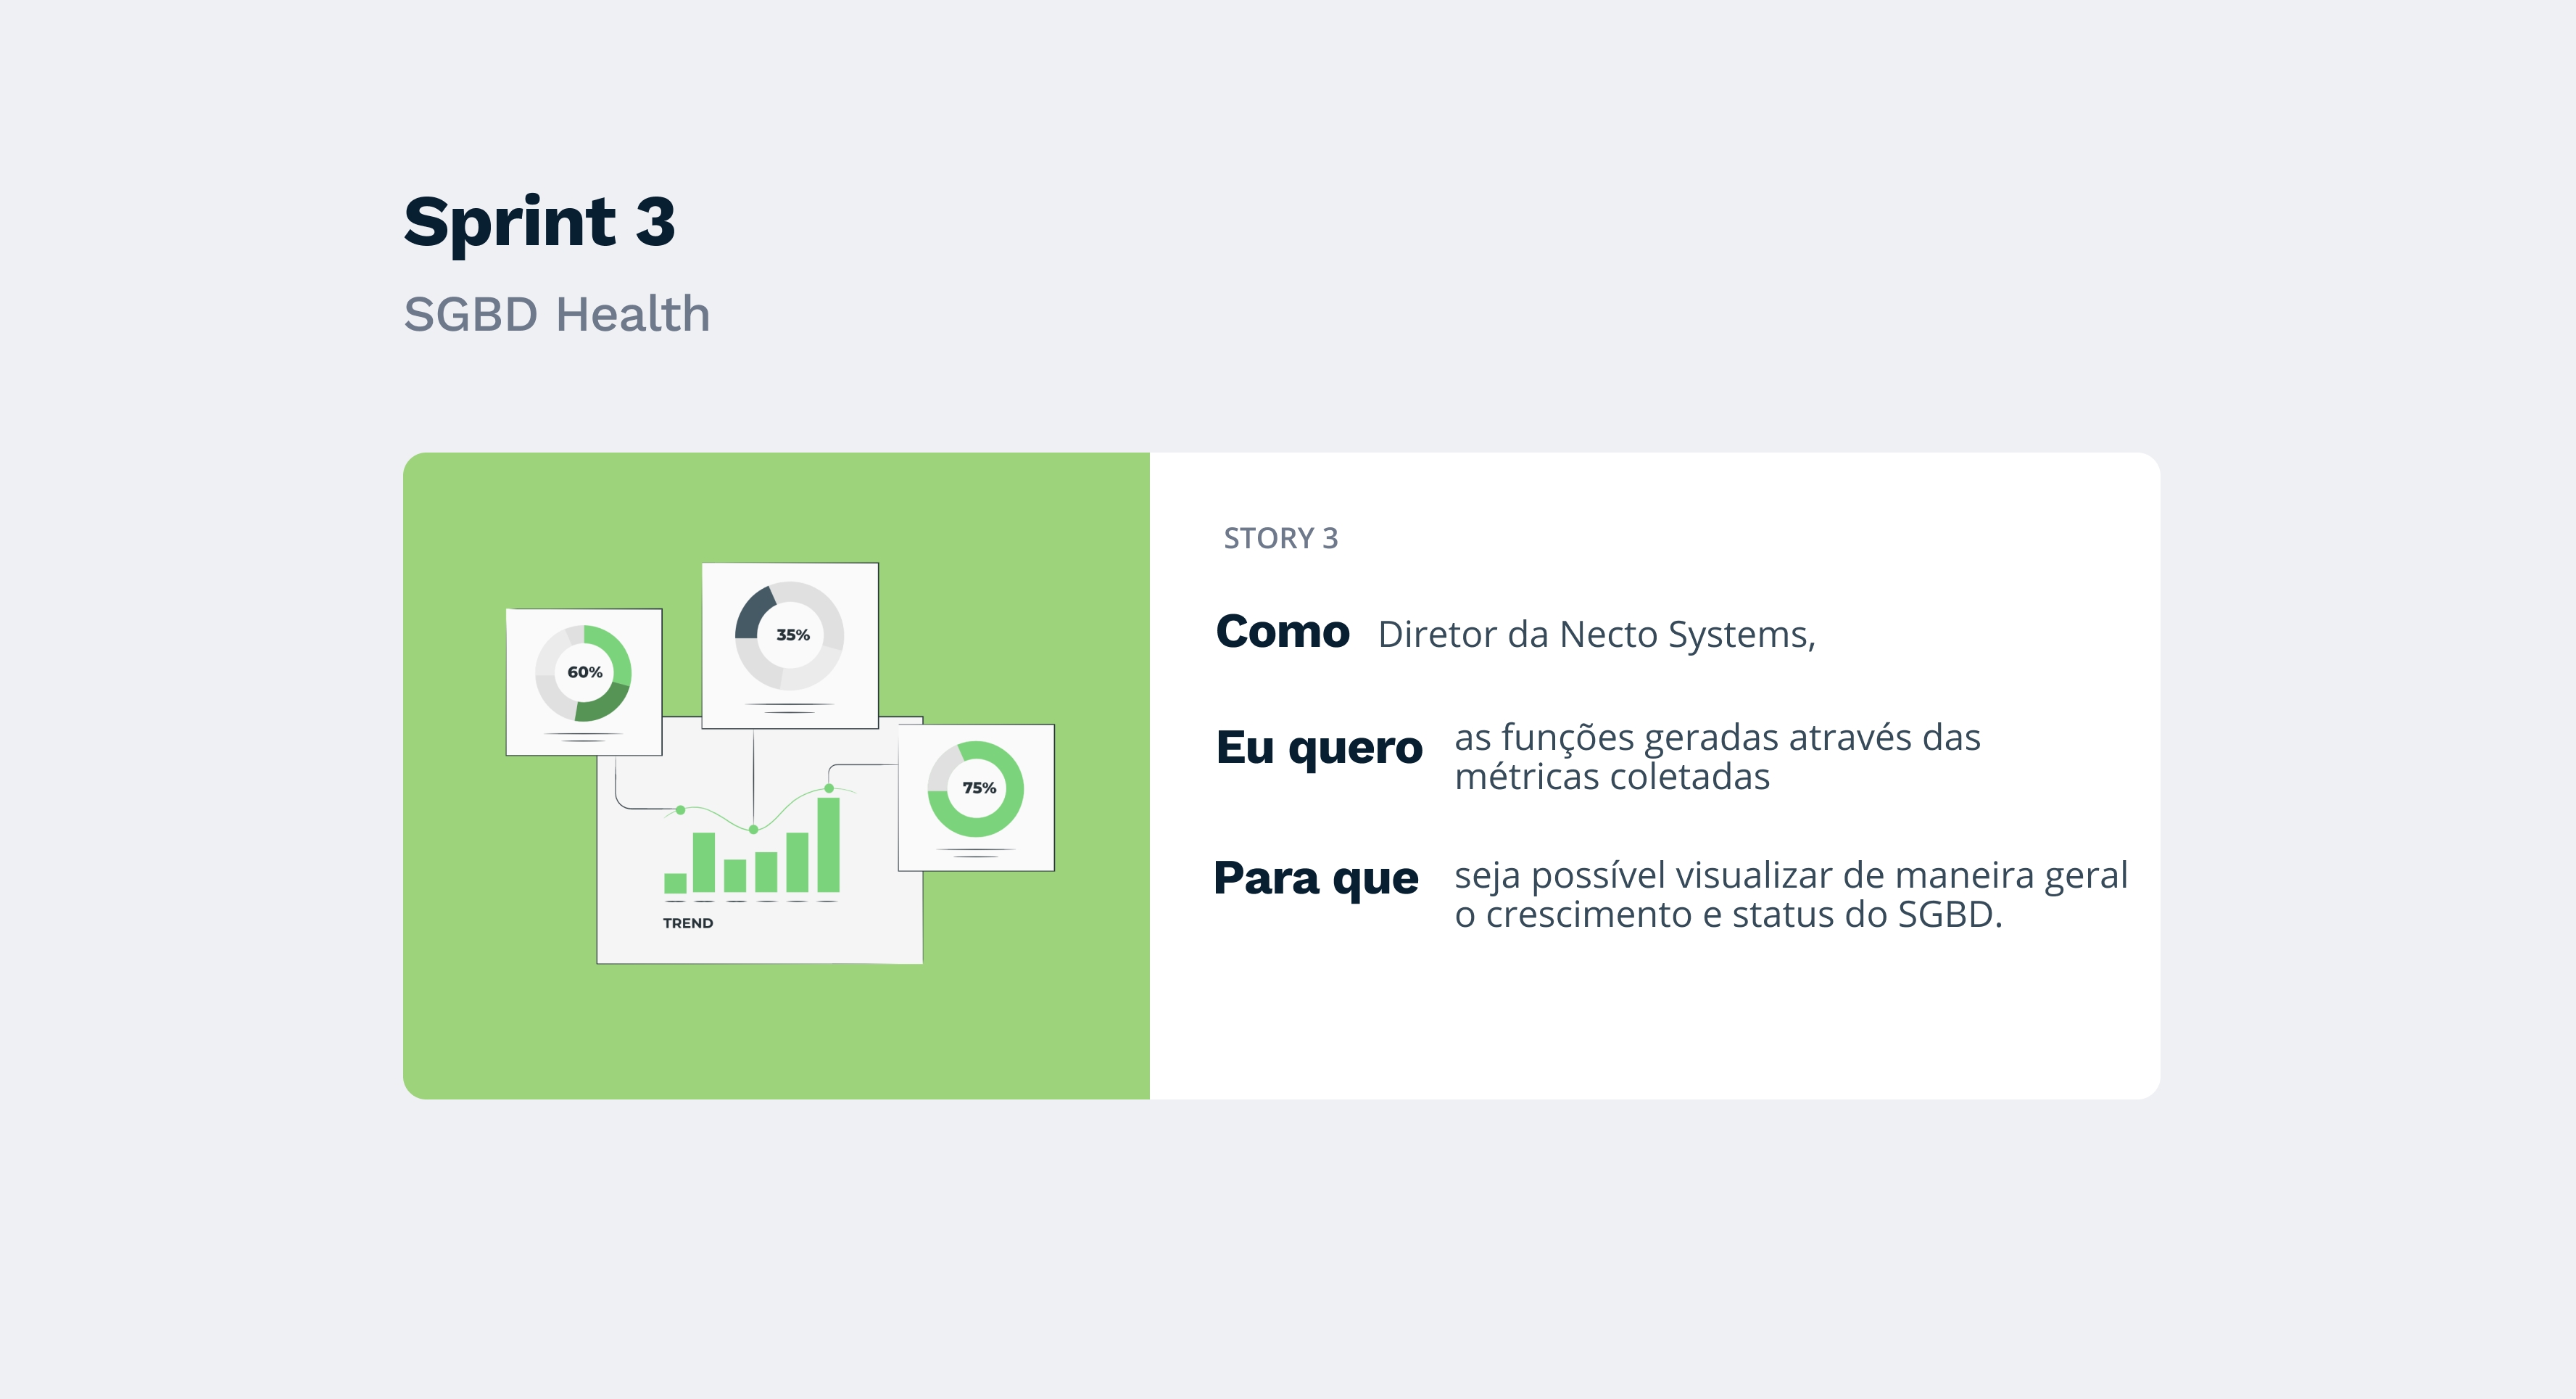 Sprint 3
SGBD Health
60%
35%
75%
TREND
STORY 3
Como Diretor da Necto Systems,
Eu quero as funções geradas através das
métricas coletadas
Para que seja possível visualizar de maneira geral
o crescimento e status do SGBD.